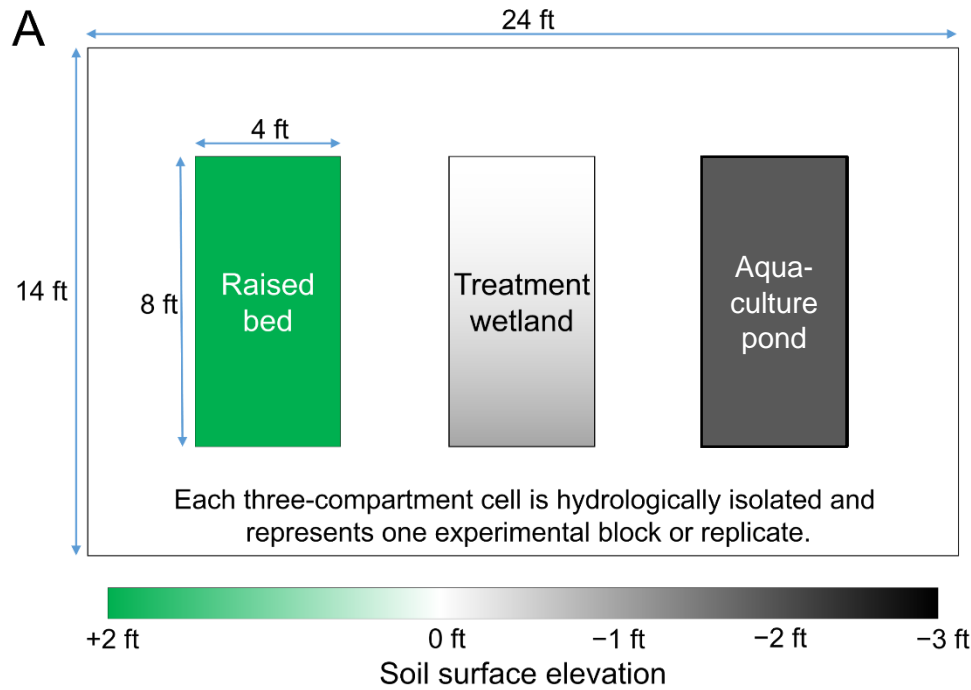 A
24 ft
4 ft
14 ft
8 ft
Raised
bed
Treatment
wetland
Aqua-
culture
pond
Each three-compartment cell is hydrologically isolated and
represents one experimental block or replicate.
+2 ft
0 ft
−1 ft
−2 ft
−3 ft
Soil surface elevation